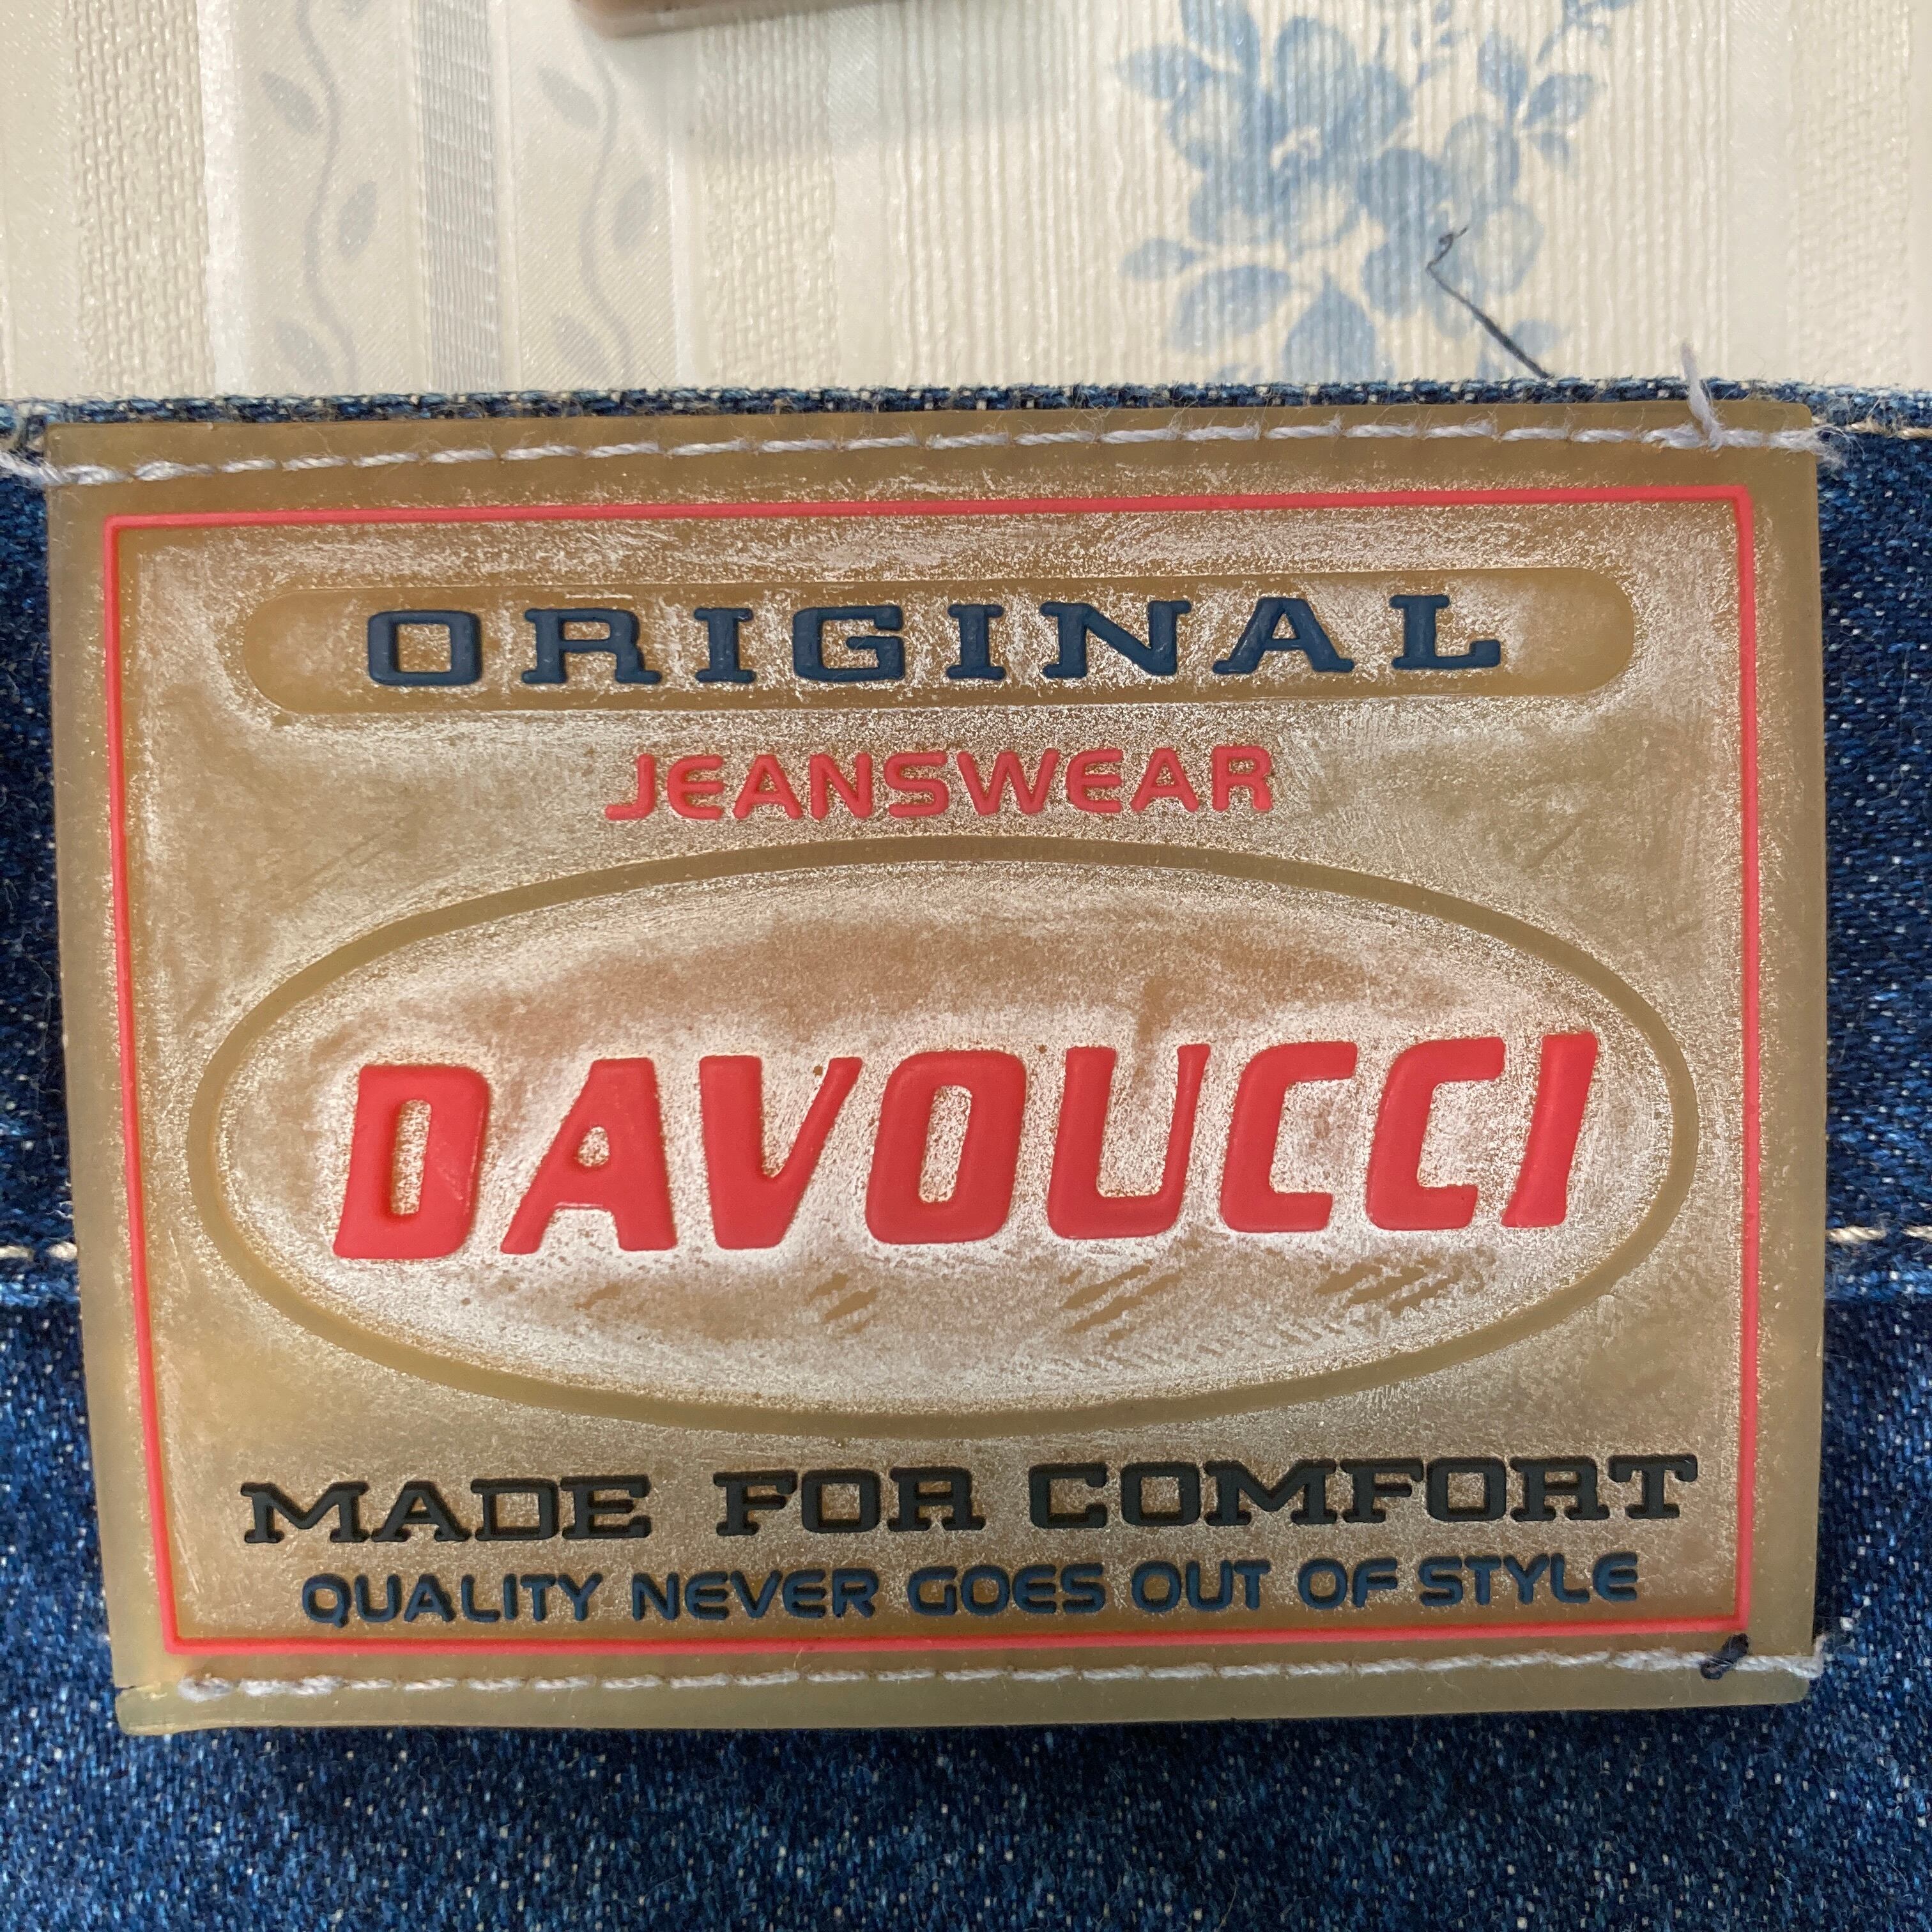 ORIGINAL
JEANSWEAR
DAVOUCCI
MADE FOR COMFORT
QUALITY NEVER GOES OUT OF STYLE